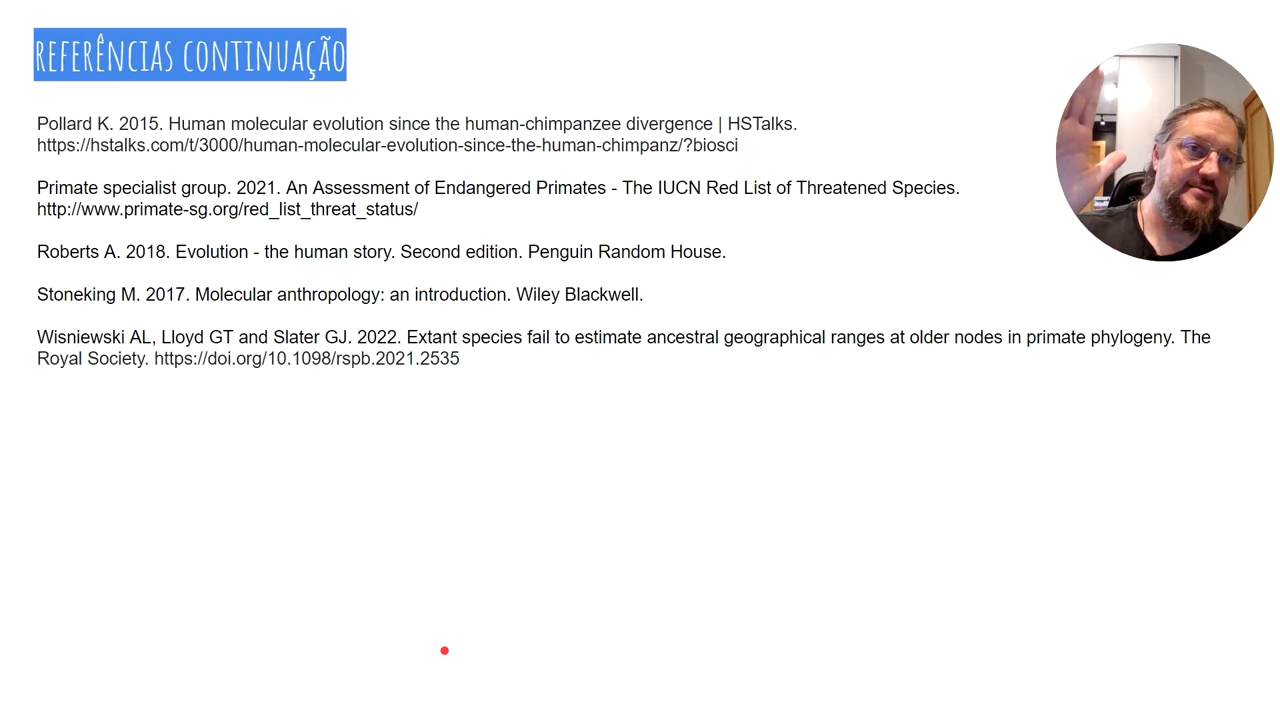 REFERÊNCIAS CONTINUAÇÃO
Pollard K. 2015. Human molecular evolution since the human-chimpanzee divergence | HSTalks.
https://hstalks.com/t/3000/human-molecular-evolution-since-the-human-chimpanz/?biosci
Primate specialist group. 2021. An Assessment of Endangered Primates - The IUCN Red List of Threatened Species.
http://www.primate-sg.org/red_list_threat_status/
Roberts A. 2018. Evolution - the human story. Second edition. Penguin Random House.
Stoneking M. 2017. Molecular anthropology: an introduction. Wiley Blackwell.
Wisniewski AL, Lloyd GT and Slater GJ. 2022. Extant species fail to estimate ancestral geographical ranges at older nodes in primate phylogeny. The
Royal Society. https://doi.org/10.1098/rspb.2021.2535